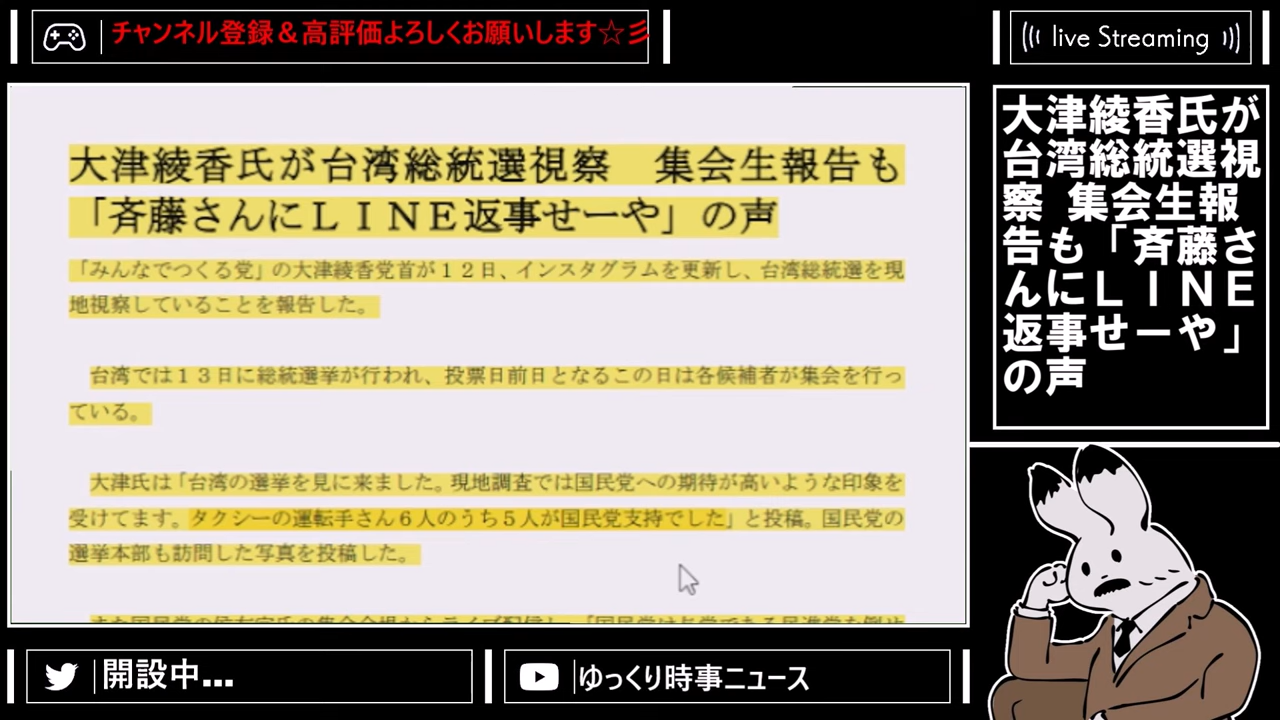 チャンネル登録＆高評価よろしくお願いします☆彡
live Streaming
大津綾香氏が台湾総統選視察　集会生報告も
「斉藤さんにＬＩＮＥ返事せーや」の声
「みんなでつくる党」の大津綾香党首が１２日、インスタグラムを更新し、台湾総統選を現
地視察していることを報告した。
台湾では１３日に総統選挙が行われ、投票日前日となるこの日は各候補者が集会を行っ
ている。
大津氏は「台湾の選挙を見に来ました。現地調査では国民党への期待が高いような印象を
受けてます。タクシーの運転手さん６人のうち５人が国民党支持でした」と投稿。国民党の
選挙本部も訪問した写真を投稿した。
大津綾香氏が
台湾総統選視
察 集会生報
告も「斉藤さ
んにＬＩＮＥ
返事せーや」
の声
開設中...
ゆっくり時事ニュース